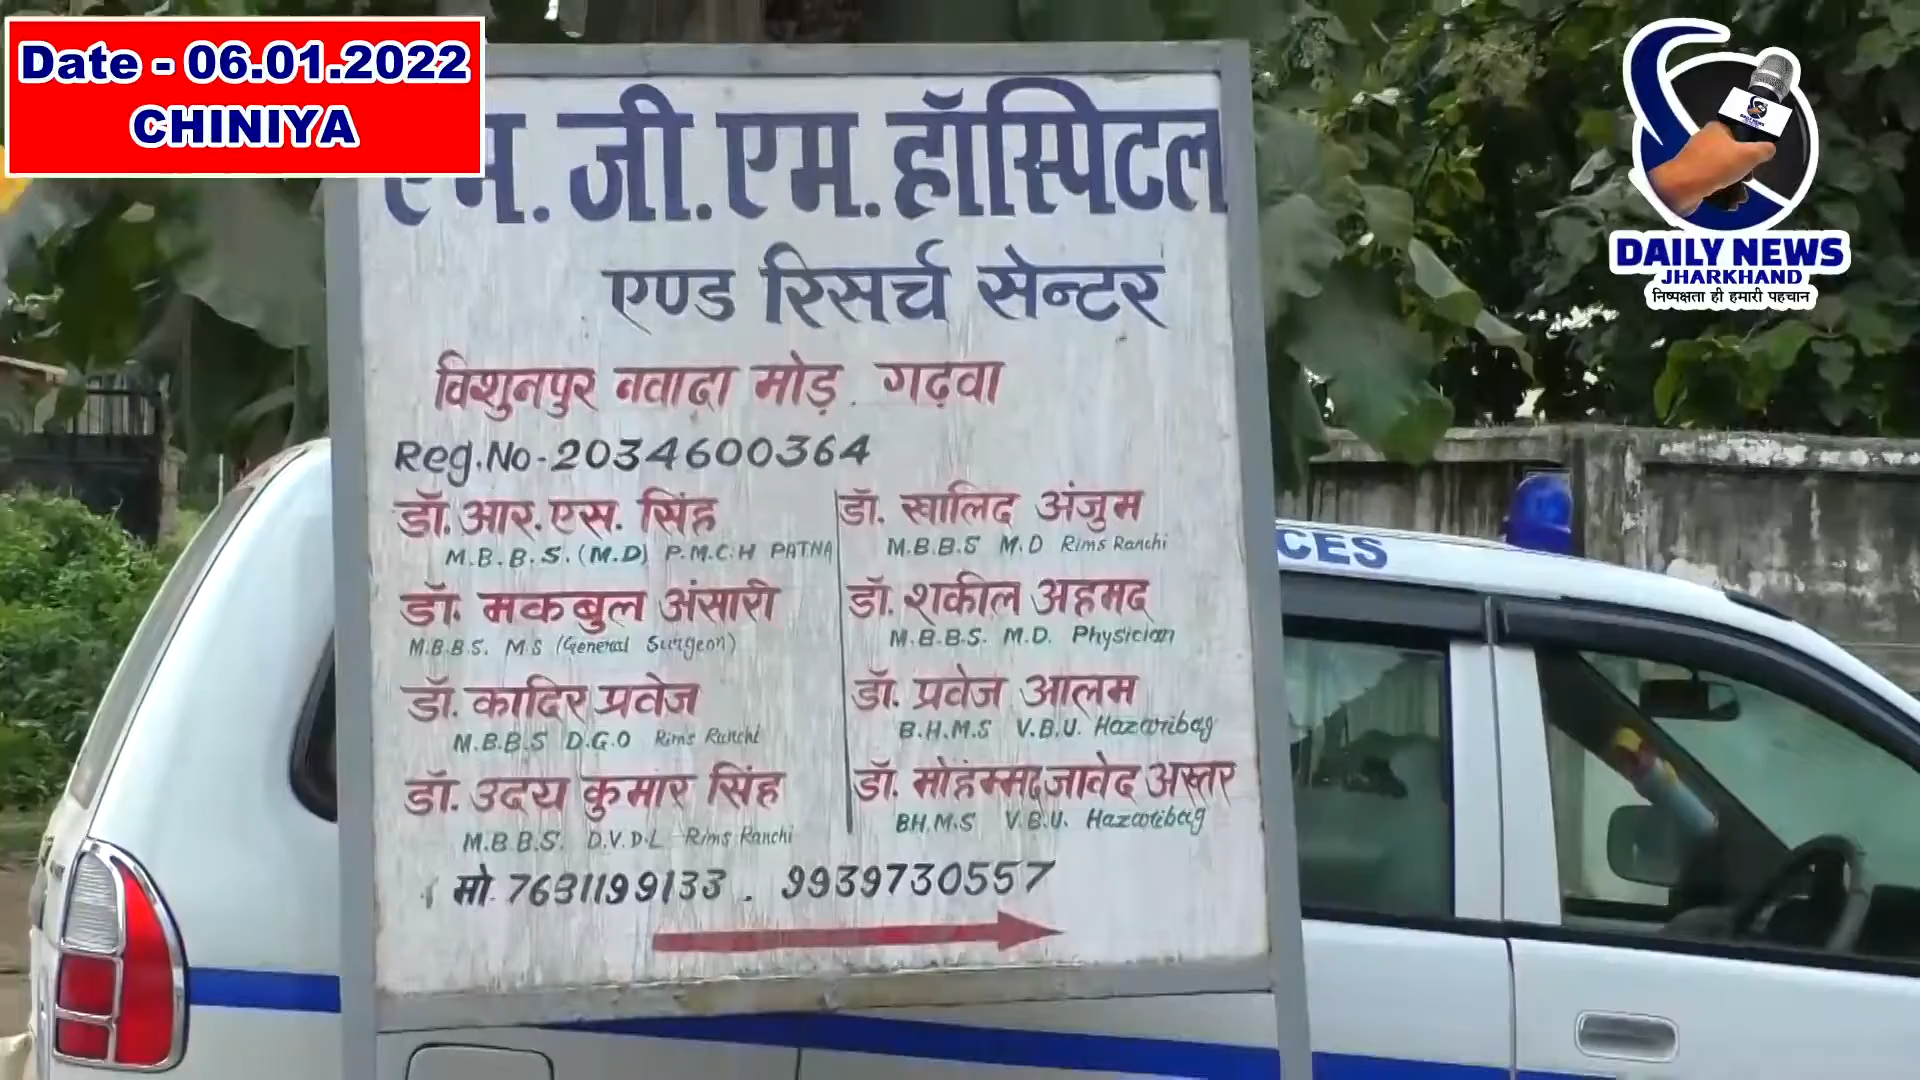 Date - 06.01.2022
CHINIYA
एम. जी. एम. हॉस्पिटल
एण्ड रिसर्च सेन्टर
विशुनपुर नवादा मोड़. गढ़वा
Reg.No-2034600364
डॉ. आर. एस. सिंह
M.B.B.S. (M.D) P.M.C.H PATNA
डॉ. मकबुल अंसारी
M.B.B.S. M.S (General Surgeon)
डॉ. कादिर प्रवेज
M.B.B.S D.G.O Rims Ranchi
डॉ. उदय कुमार सिंह
M.B.B.S. D.V.D.L Rims Ranchi
डॉ. खालिद अंजुम
M.B.B.S M.D Rims Ranchi
डॉ. शकील अहमद
M.B.B.S. M.D. Physician
डॉ. प्रवेज आलम
B.H.M.S V.B.U. Hazaribag
डॉ. मोहम्मद जावेद अख्तर
B.H.M.S V.B.U. Hazaribag
मो. 7631199133. 9939730557
CES
DAILY NEWS
JHARKHAND
निष्पक्षता ही हमारी पहचान